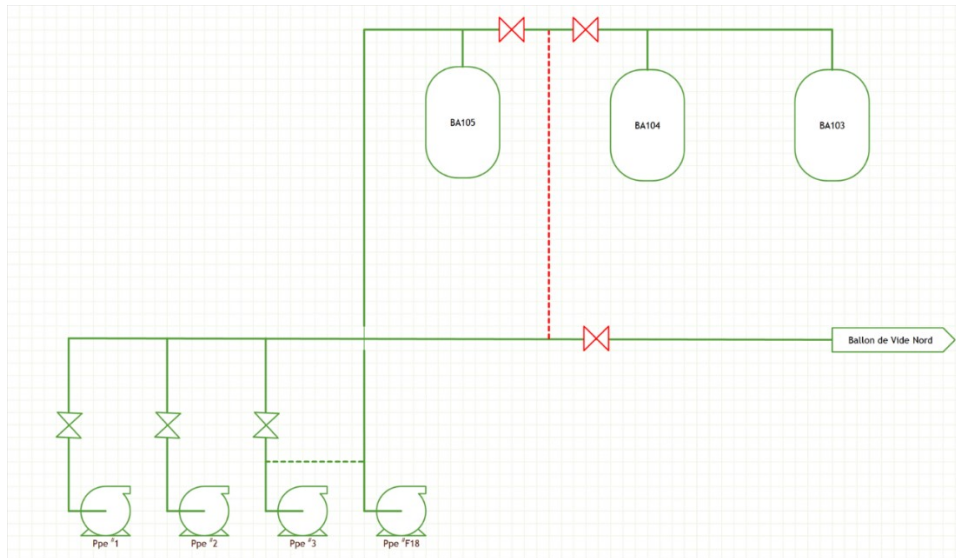 BA105
BA104
BA103
Ballon de Vide Nord
Ppe #1
Ppe #2
Ppe #3
Ppe #F18